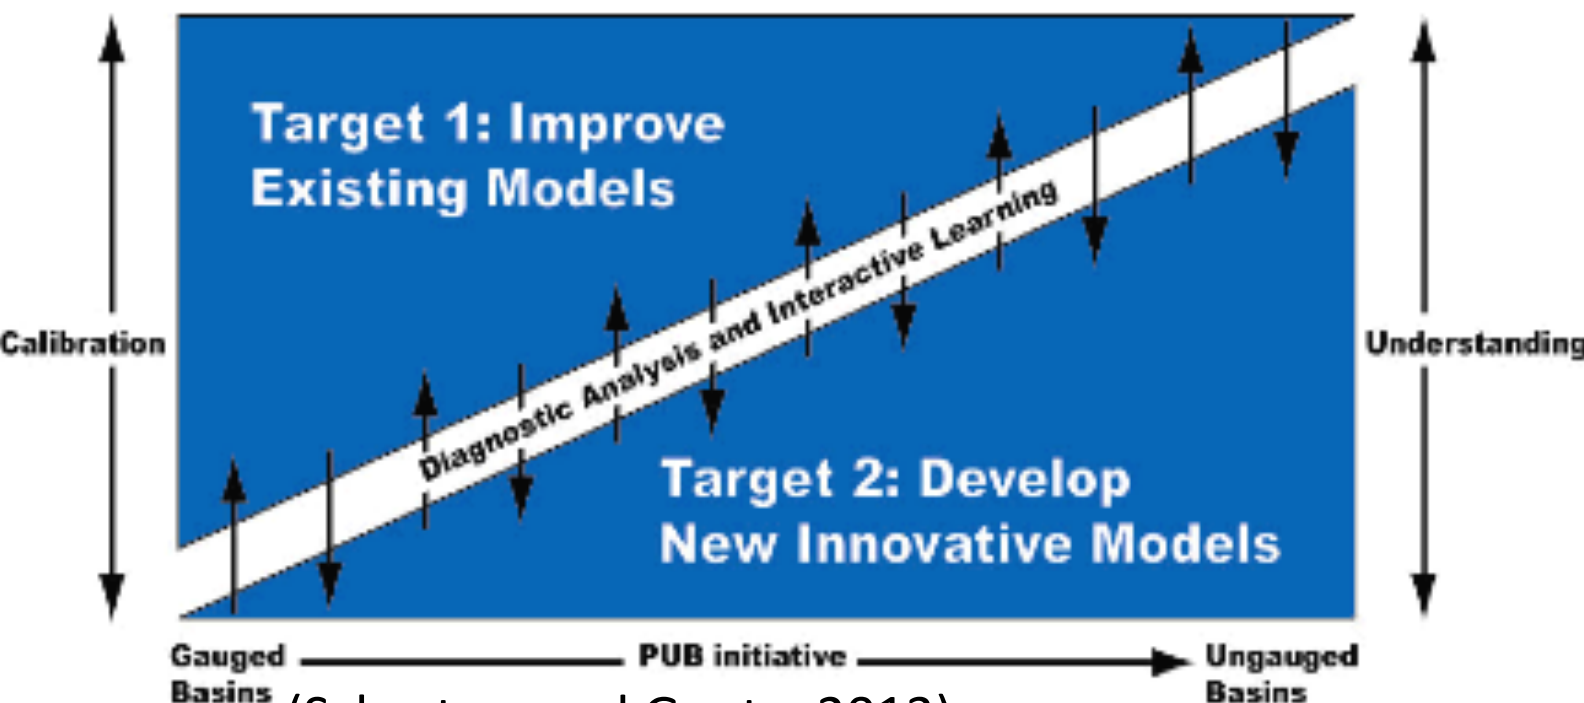 Target 1: Improve
Existing Models
Diagnostic Analysis and Interactive Learning
Calibration
Understanding
Target 2: Develop
New Innovative Models
Gauged
Basins
PUB initiative
Ungauged
Basins
2013)